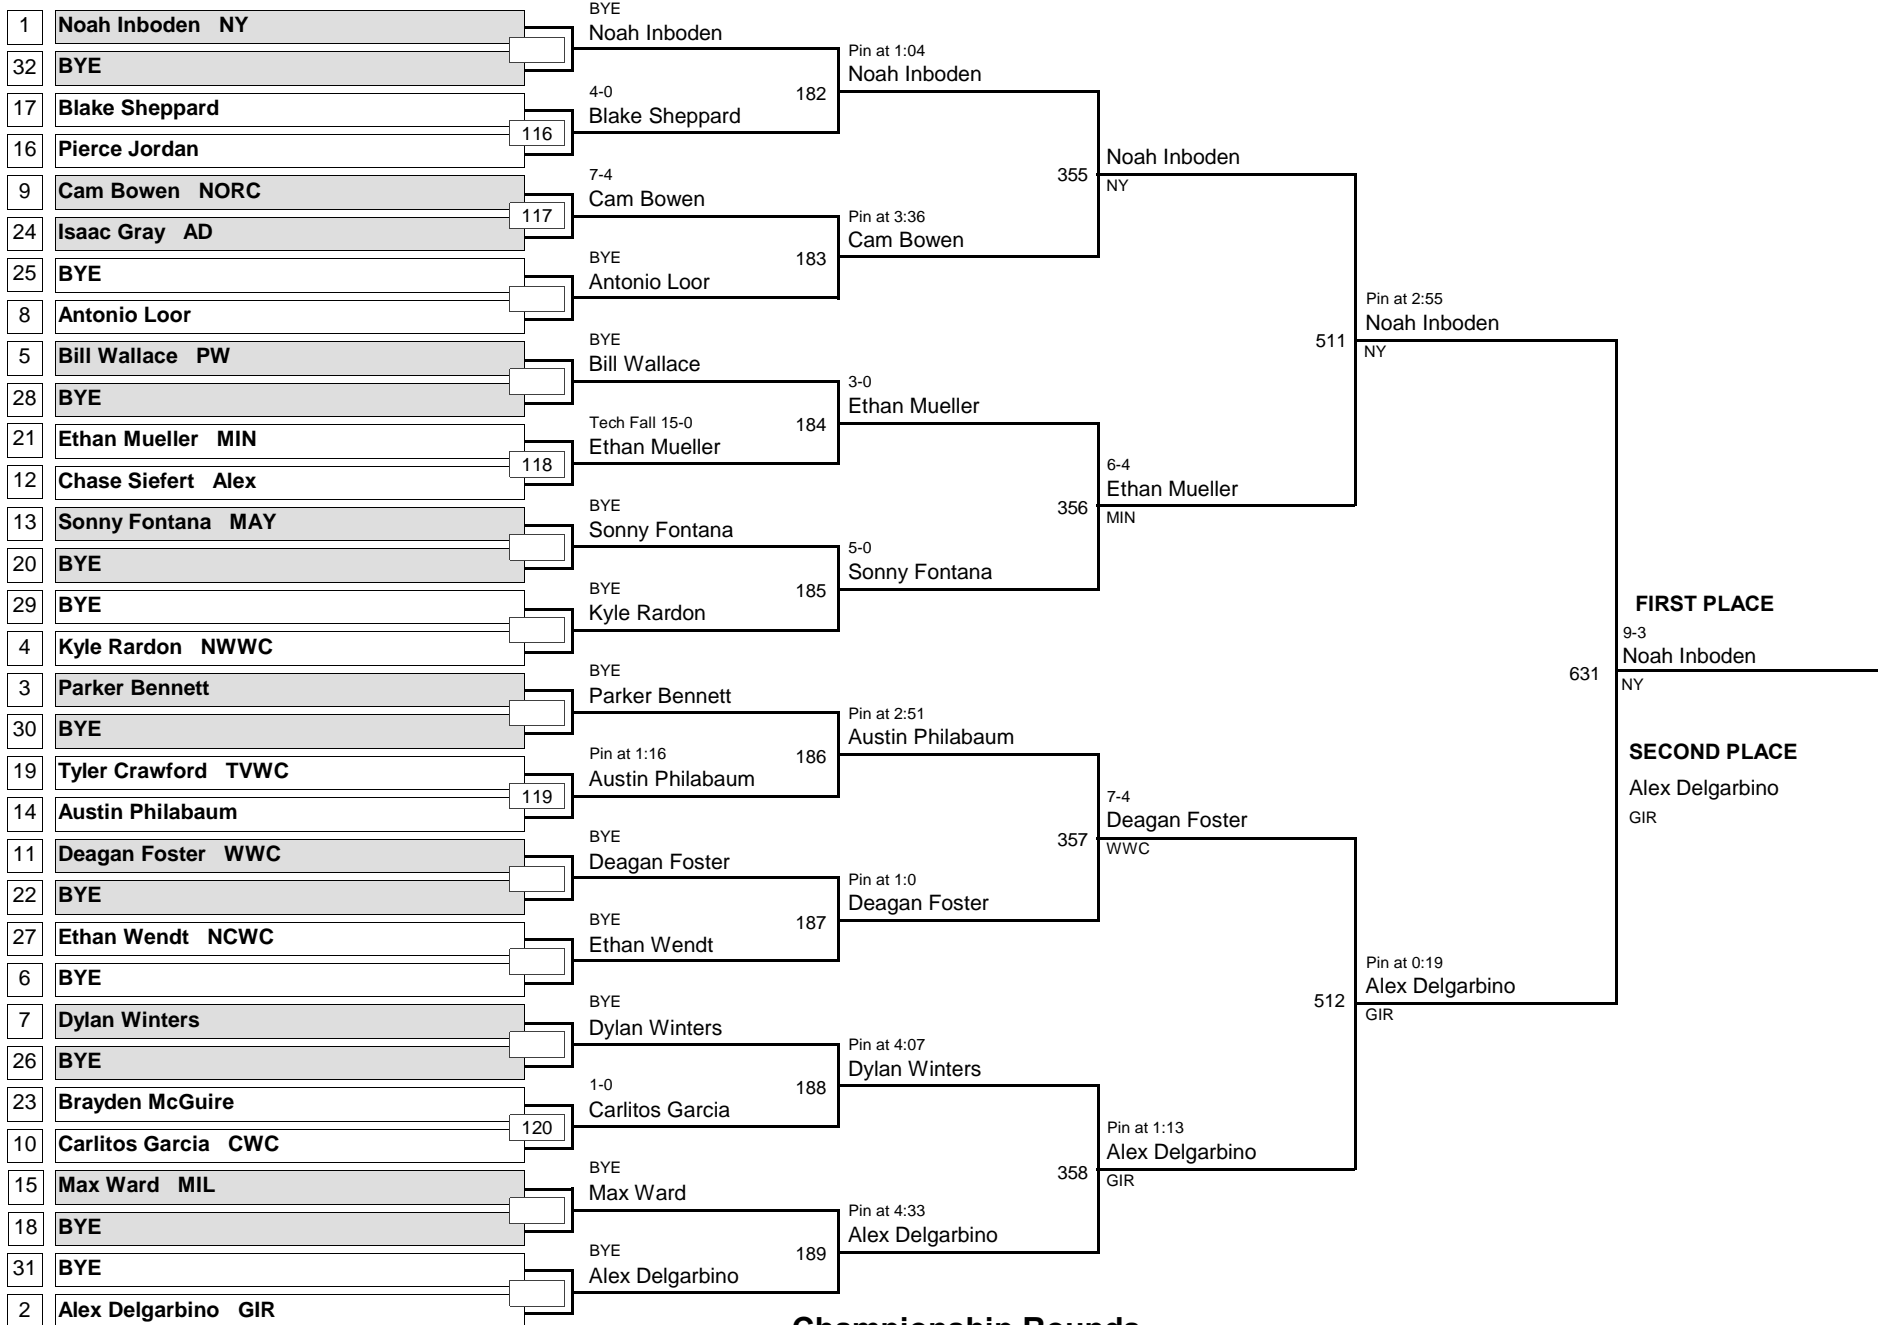 1 Noah Inboden NY
32 BYE
17 Blake Sheppard
16 Pierce Jordan
9 Cam Bowen NORC
24 Isaac Gray AD
25 BYE
8 Antonio Loor
5 Bill Wallace PW
28 BYE
21 Ethan Mueller MIN
12 Chase Siefert Alex
13 Sonny Fontana MAY
20 BYE
29 BYE
4 Kyle Rardon NWWC
3 Parker Bennett
30 BYE
19 Tyler Crawford TVWC
14 Austin Philabaum
11 Deagan Foster WWC
22 BYE
27 Ethan Wendt NCWC
6 BYE
7 Dylan Winters
26 BYE
23 Brayden McGuire
10 Carlitos Garcia CWC
15 Max Ward MIL
18 BYE
31 BYE
2 Alex Delgarbino GIR
116
117
118
119
120
BYE
Noah Inboden
4-0
Blake Sheppard
7-4
Cam Bowen
BYE
Antonio Loor
BYE
Bill Wallace
Tech Fall 15-0
Ethan Mueller
BYE
Sonny Fontana
BYE
Kyle Rardon
BYE
Parker Bennett
Pin at 1:16
Austin Philabaum
BYE
Deagan Foster
BYE
Ethan Wendt
BYE
Dylan Winters
1-0
Carlitos Garcia
BYE
Max Ward
BYE
Alex Delgarbino
182
183
184
185
186
187
188
189
Pin at 1:04
Noah Inboden
Pin at 3:36
Cam Bowen
3-0
Ethan Mueller
5-0
Sonny Fontana
Pin at 2:51
Austin Philabaum
Pin at 1:0
Deagan Foster
Pin at 4:07
Dylan Winters
Pin at 4:33
Alex Delgarbino
355
356
357
358
Noah Inboden
NY
6-4
Ethan Mueller
MIN
7-4
Deagan Foster
WWC
Pin at 1:13
Alex Delgarbino
GIR
511
512
Pin at 2:55
Noah Inboden
NY
Pin at 0:19
Alex Delgarbino
GIR
631
FIRST PLACE
9-3
Noah Inboden
NY
SECOND PLACE
Alex Delgarbino
GIR
Championship Rounds